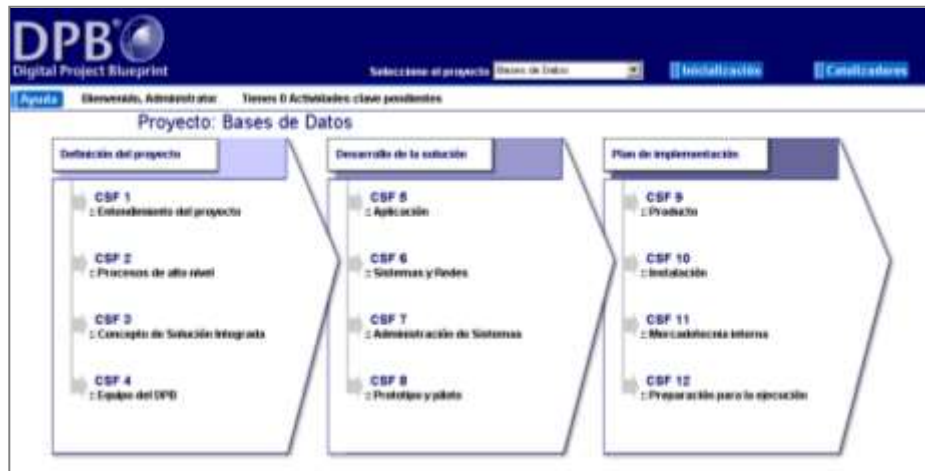 DPB®
Digital Project Blueprint
Seleccione el proyecto Bases de Datos Inicialización Catalizadores
Ayuda Bienvenido, Administrator Tienes 0 Actividades clave pendientes
Proyecto: Bases de Datos
Definición del proyecto
CSF 1
:: Entendimiento del proyecto
CSF 2
:: Procesos de alto nivel
CSF 3
:: Concepto de Solución Integrada
CSF 4
:: Equipo del DPB
Desarrollo de la solución
CSF 5
:: Aplicación
CSF 6
:: Sistemas y Redes
CSF 7
:: Administración de Sistemas
CSF 8
:: Prototipo y piloto
Plan de implementación
CSF 9
:: Producto
CSF 10
:: Instalación
CSF 11
:: Mercadotecnia interna
CSF 12
:: Preparación para la ejecución